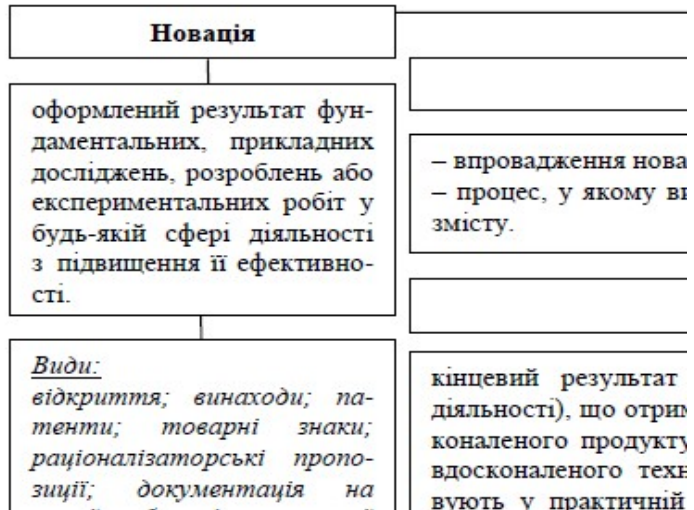 Новація
оформлений результат фун-
даментальних, прикладних
досліджень, розроблень або
експериментальних робіт у
будь-якій сфері діяльності
з підвищення її ефективно-
сті.
Види:
відкриття; винаходи; па-
тенти; товарні знаки;
раціоналізаторські пропо-
зиції; документація на
– впровадження нова
– процес, у якому ви
змісту.
кінцевий результат
діяльності), що отрим
коналеного продукту
вдосконаленого техн
вують у практичній